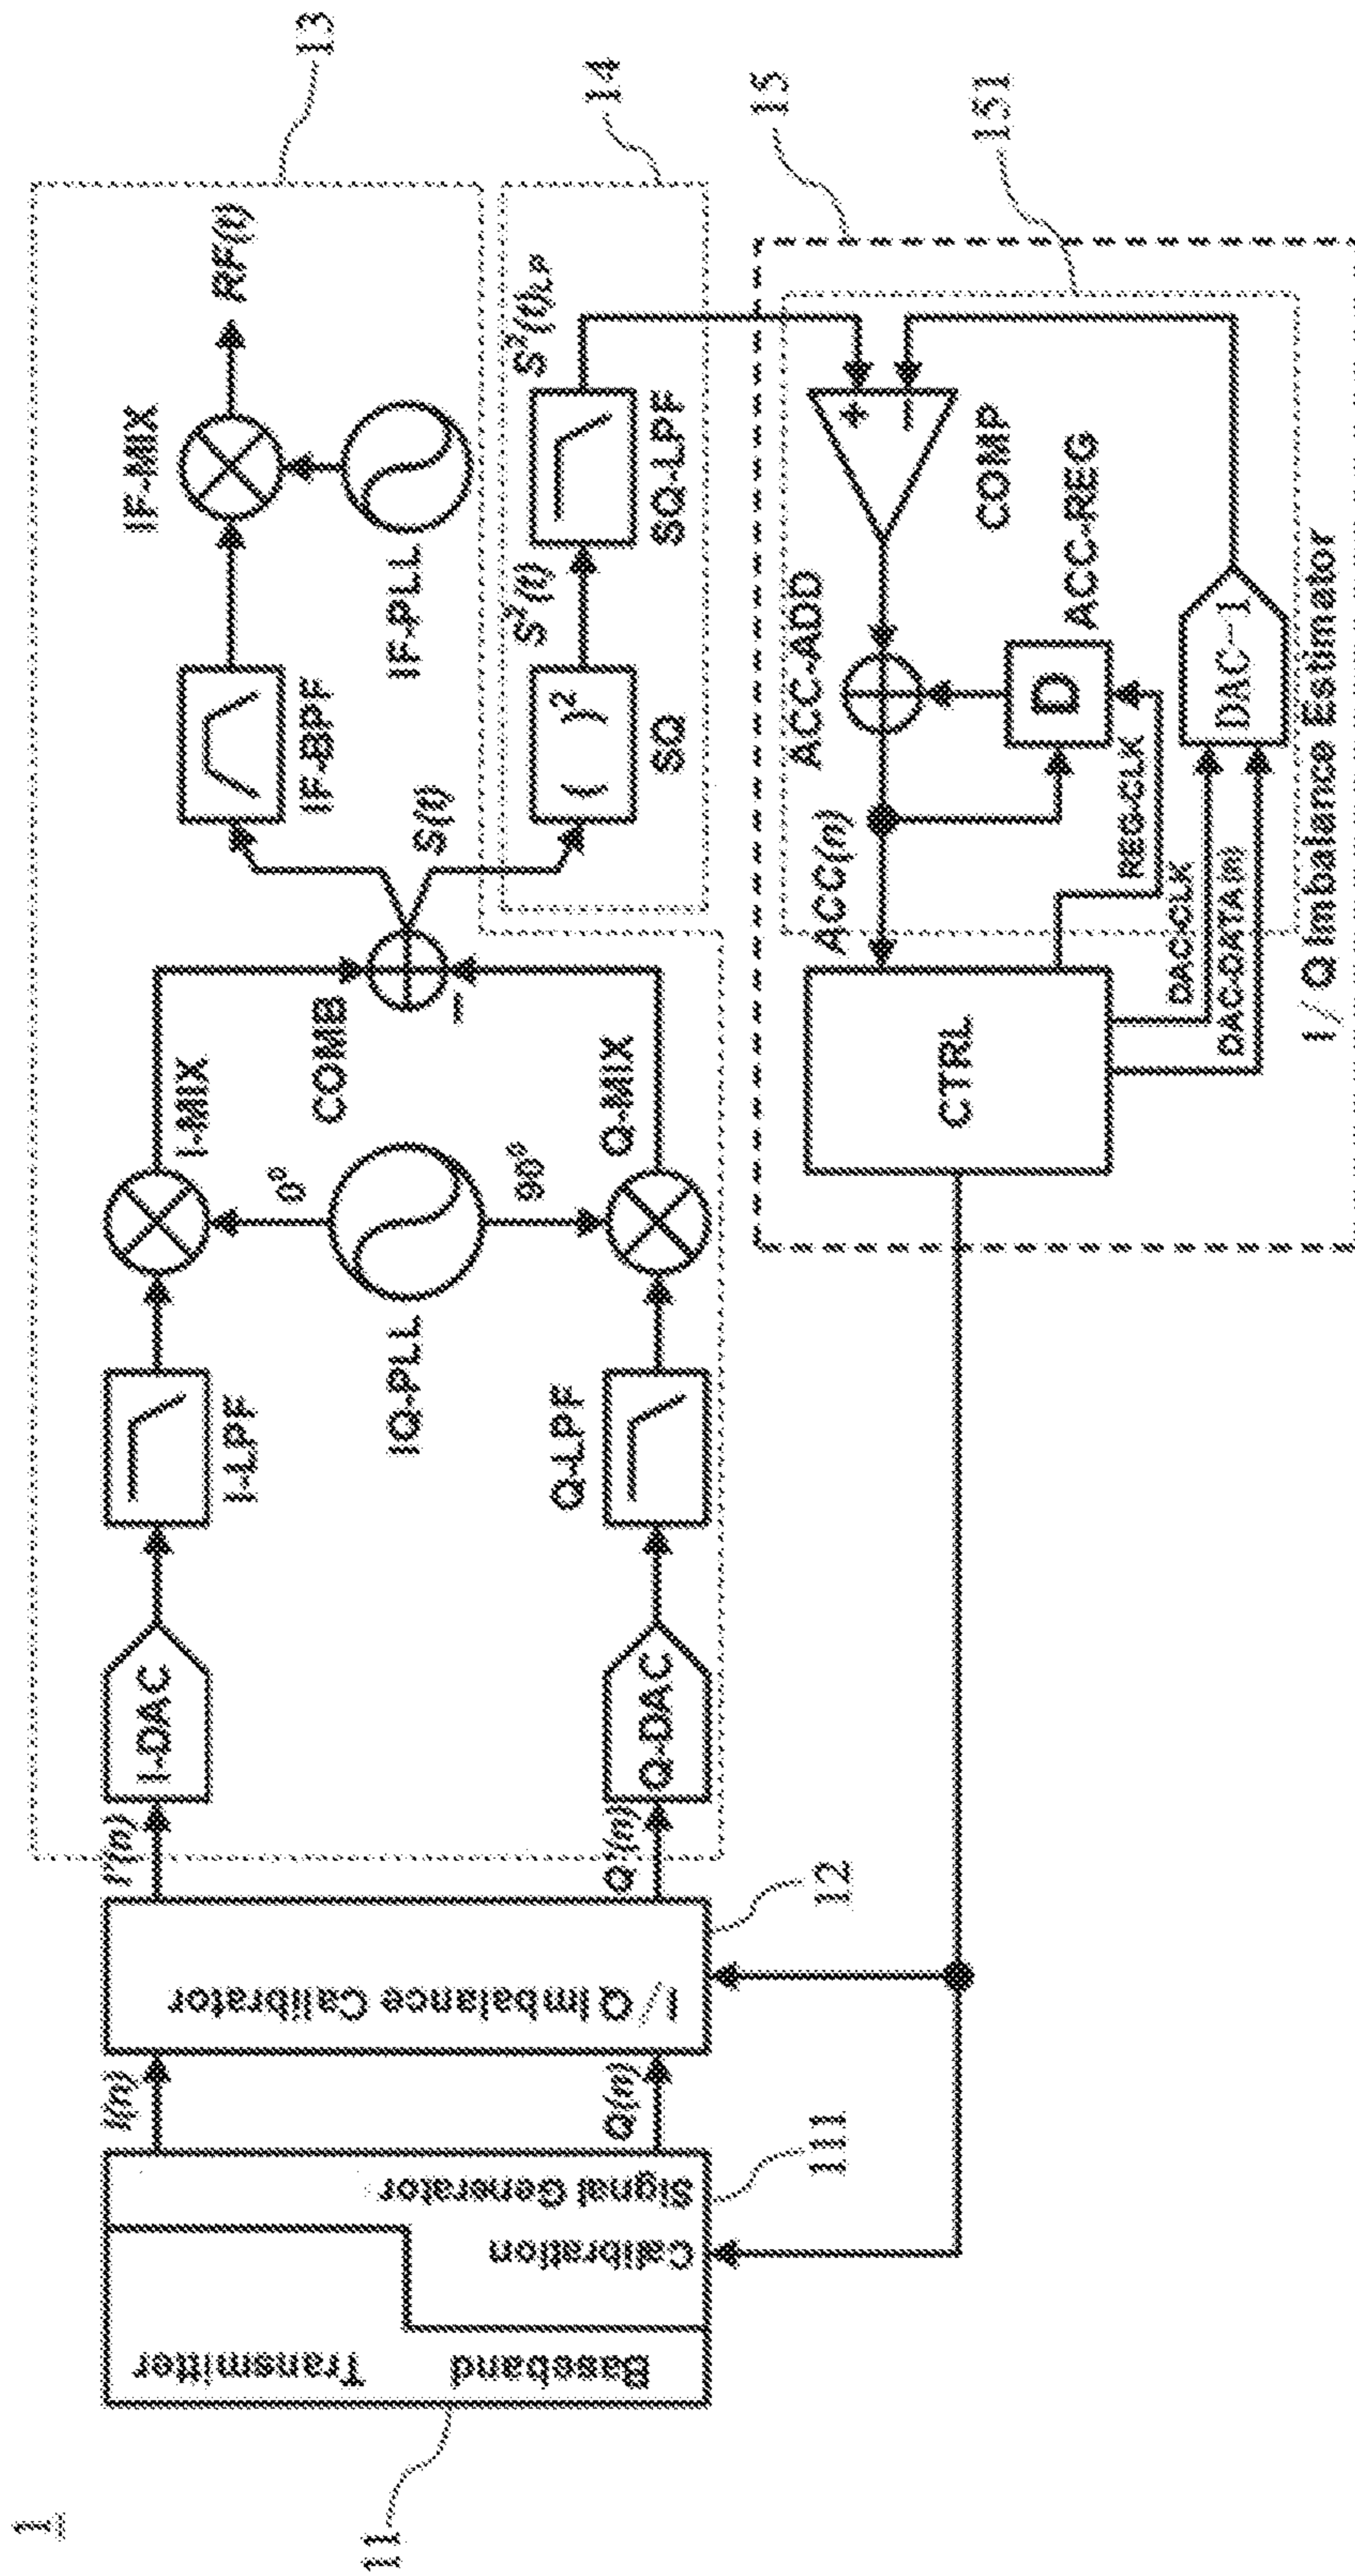 1
11
Baseband
Transmitter
Calibration
Signal Generator
111
I(n)
Q(n)
I/Q Imbalance Calibrator
12
I'(n)
Q'(n)
I-DAC
Q-DAC
I-LPF
Q-LPF
IQ-PLL
0°
90°
I-MIX
Q-MIX
COMB
−
S(t)
IF-BPF
IF-PLL
IF-MIX
RF(t)
13
( )²
SQ
S²(t)
SQ-LPF
S²(t)LP
14
CTRL
ACC(n)
ACC-ADD
COMP
+
−
D
ACC-REG
REG-CLK
DAC-CLK
DAC-DATA(n)
DAC-1
I/Q Imbalance Estimator
15
151